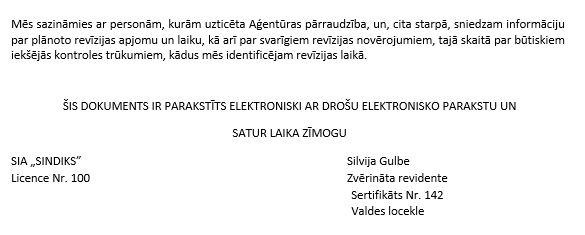 Mēs sazināmies ar personām, kurām uzticēta Aģentūras pārraudzība, un, cita starpā, sniedzam informāciju
par plānoto revīzijas apjomu un laiku, kā arī par svarīgiem revīzijas novērojumiem, tajā skaitā par būtiskiem
iekšējās kontroles trūkumiem, kādus mēs identificējam revīzijas laikā.
ŠIS DOKUMENTS IR PARAKSTĪTS ELEKTRONISKI AR DROŠU ELEKTRONISKO PARAKSTU UN
SATUR LAIKA ZĪMOGU
SIA „SINDIKS”
Licence Nr. 100
Silvija Gulbe
Zvērināta revidente
Sertifikāts Nr. 142
Valdes locekle